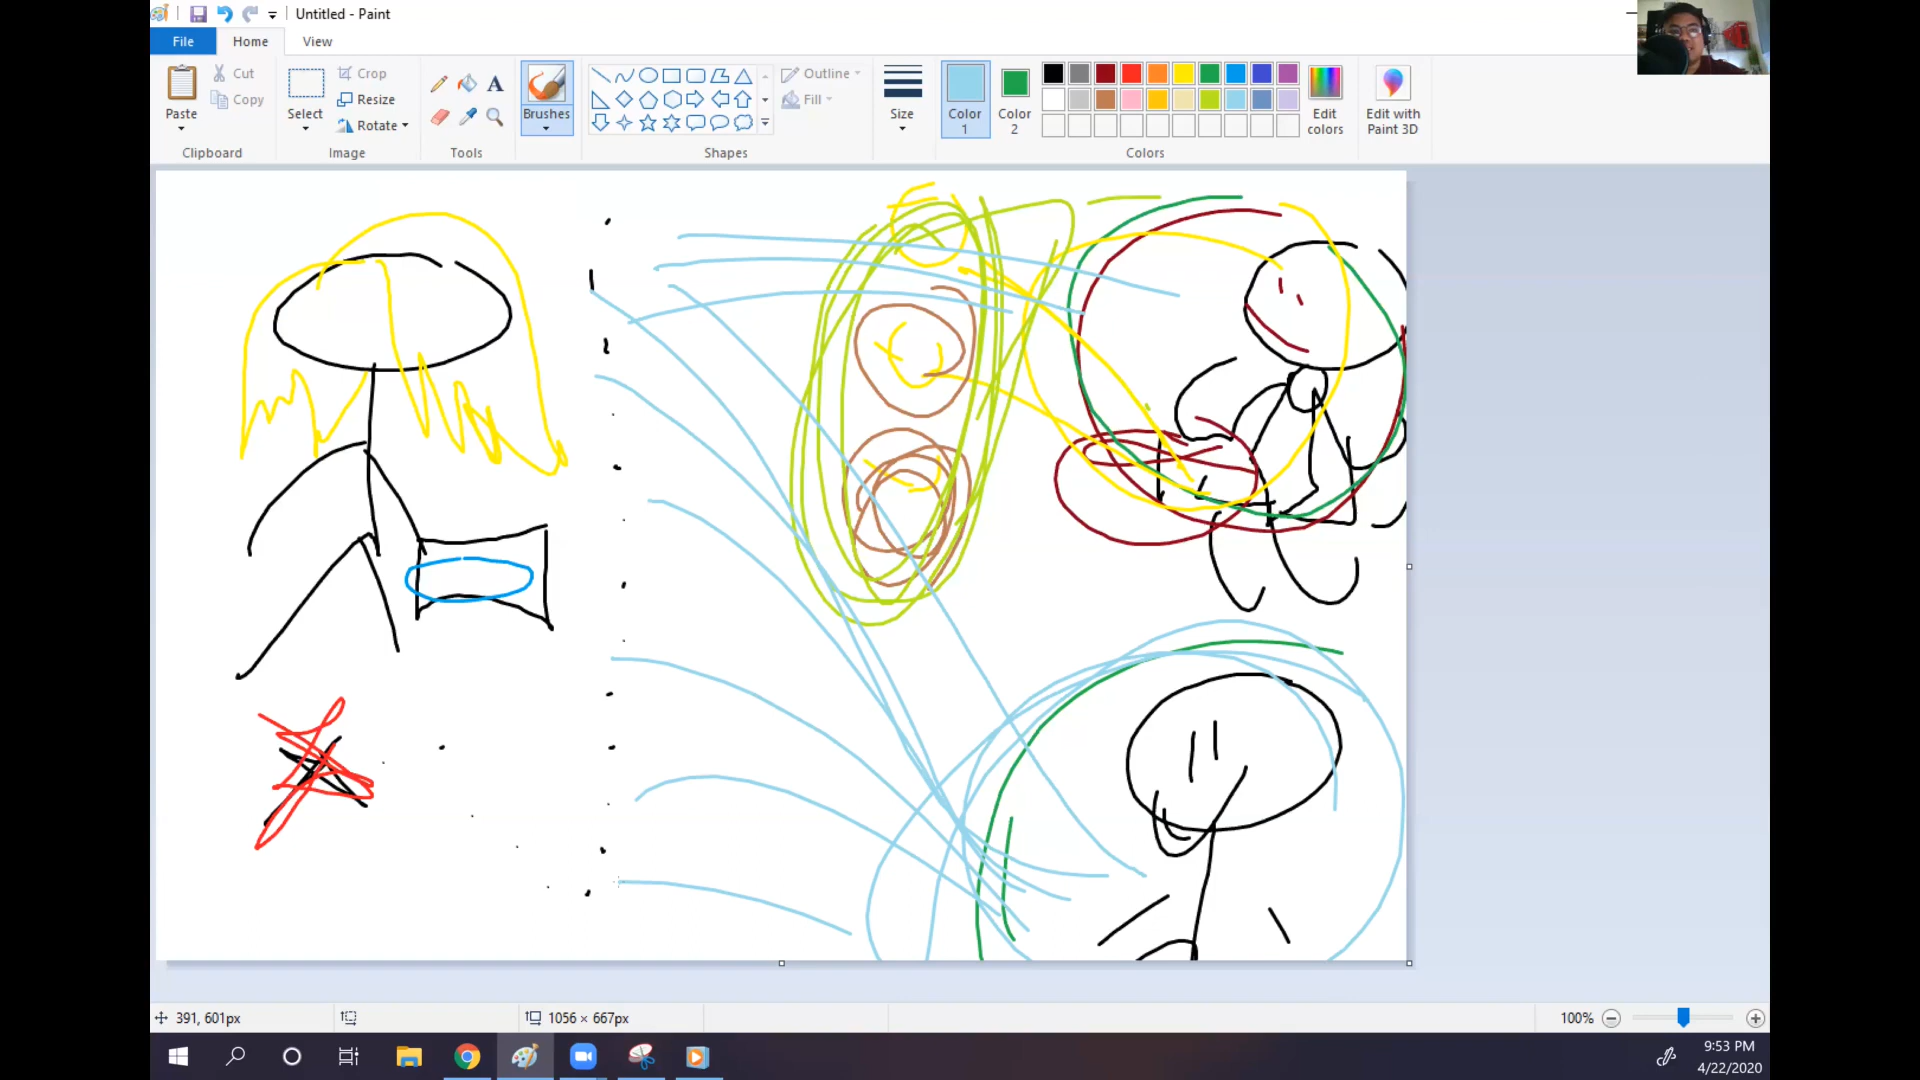 Untitled - Paint
File Home View
Paste
Cut
Copy
Clipboard
Select
Crop
Resize
Rotate
Image
A
Tools
Brushes
Outline
Fill
Shapes
Size
Color 1
Color 2
Edit colors
Edit with Paint 3D
Colors
391, 601px
1056 × 667px
100%
9:53 PM
4/22/2020